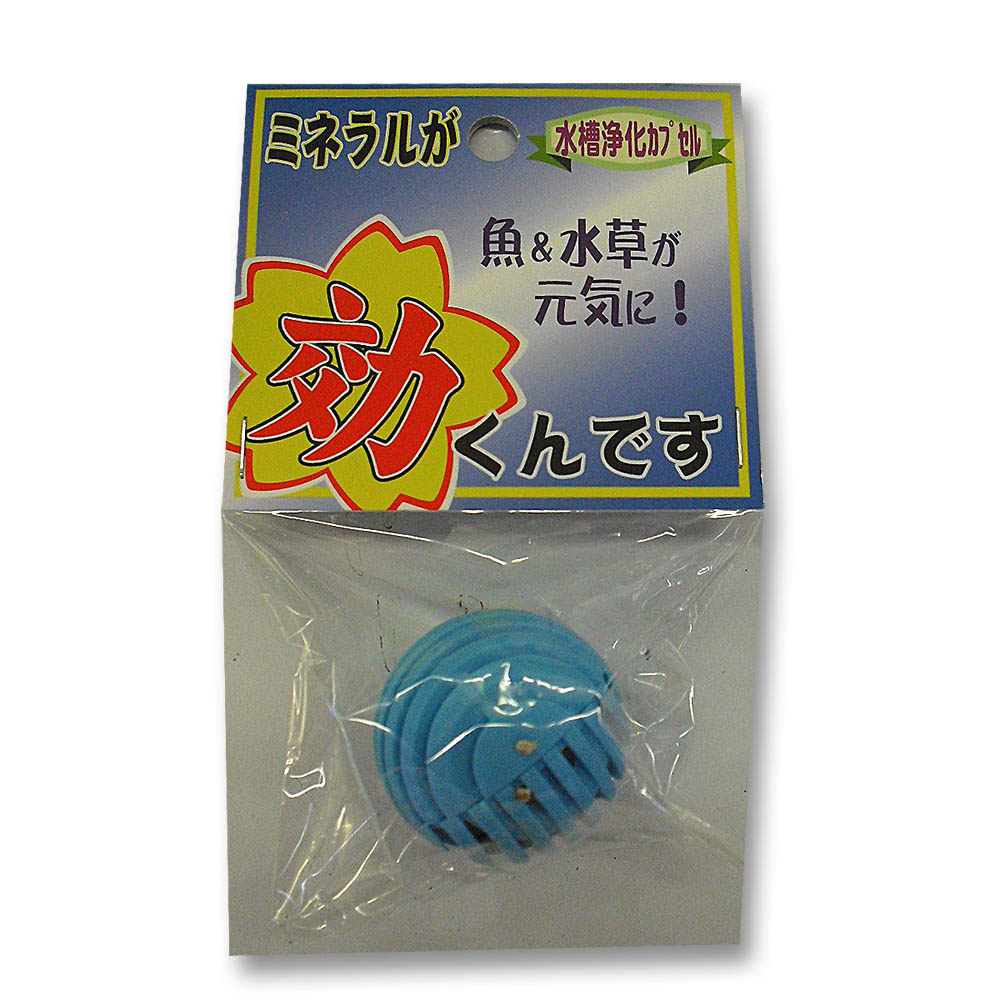 ミネラルが
水槽浄化ｶﾌﾟｾﾙ
魚&水草が
元気に！
効くんです